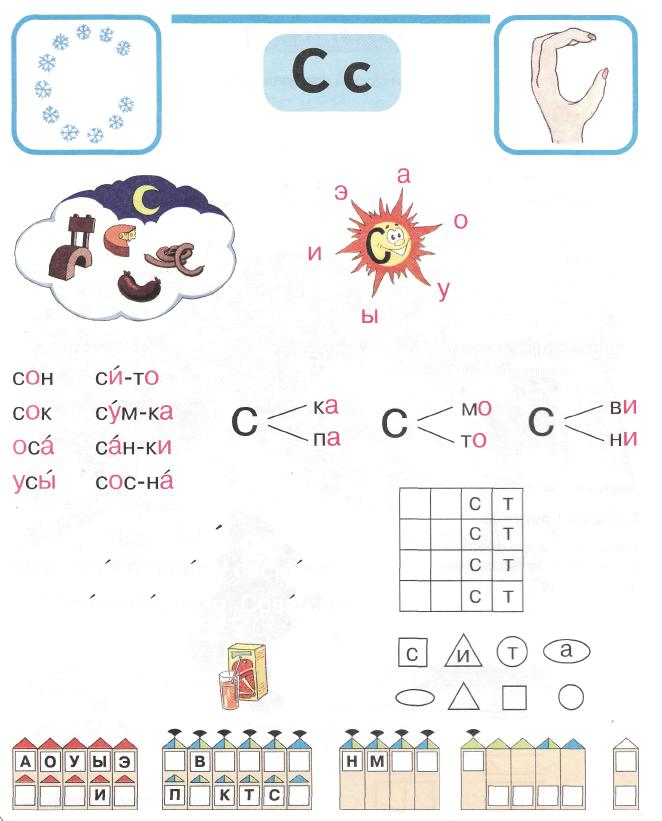 С с
а
э
о
и
у
ы
С
сон си́-то
сок су́м-ка
оса́ са́н-ки
усы́ сос-на́
с ка па
с мо то
с ви ни
С Т
С Т
С Т
С Т
с и т а
А О У Ы Э В Н М
И П К Т С